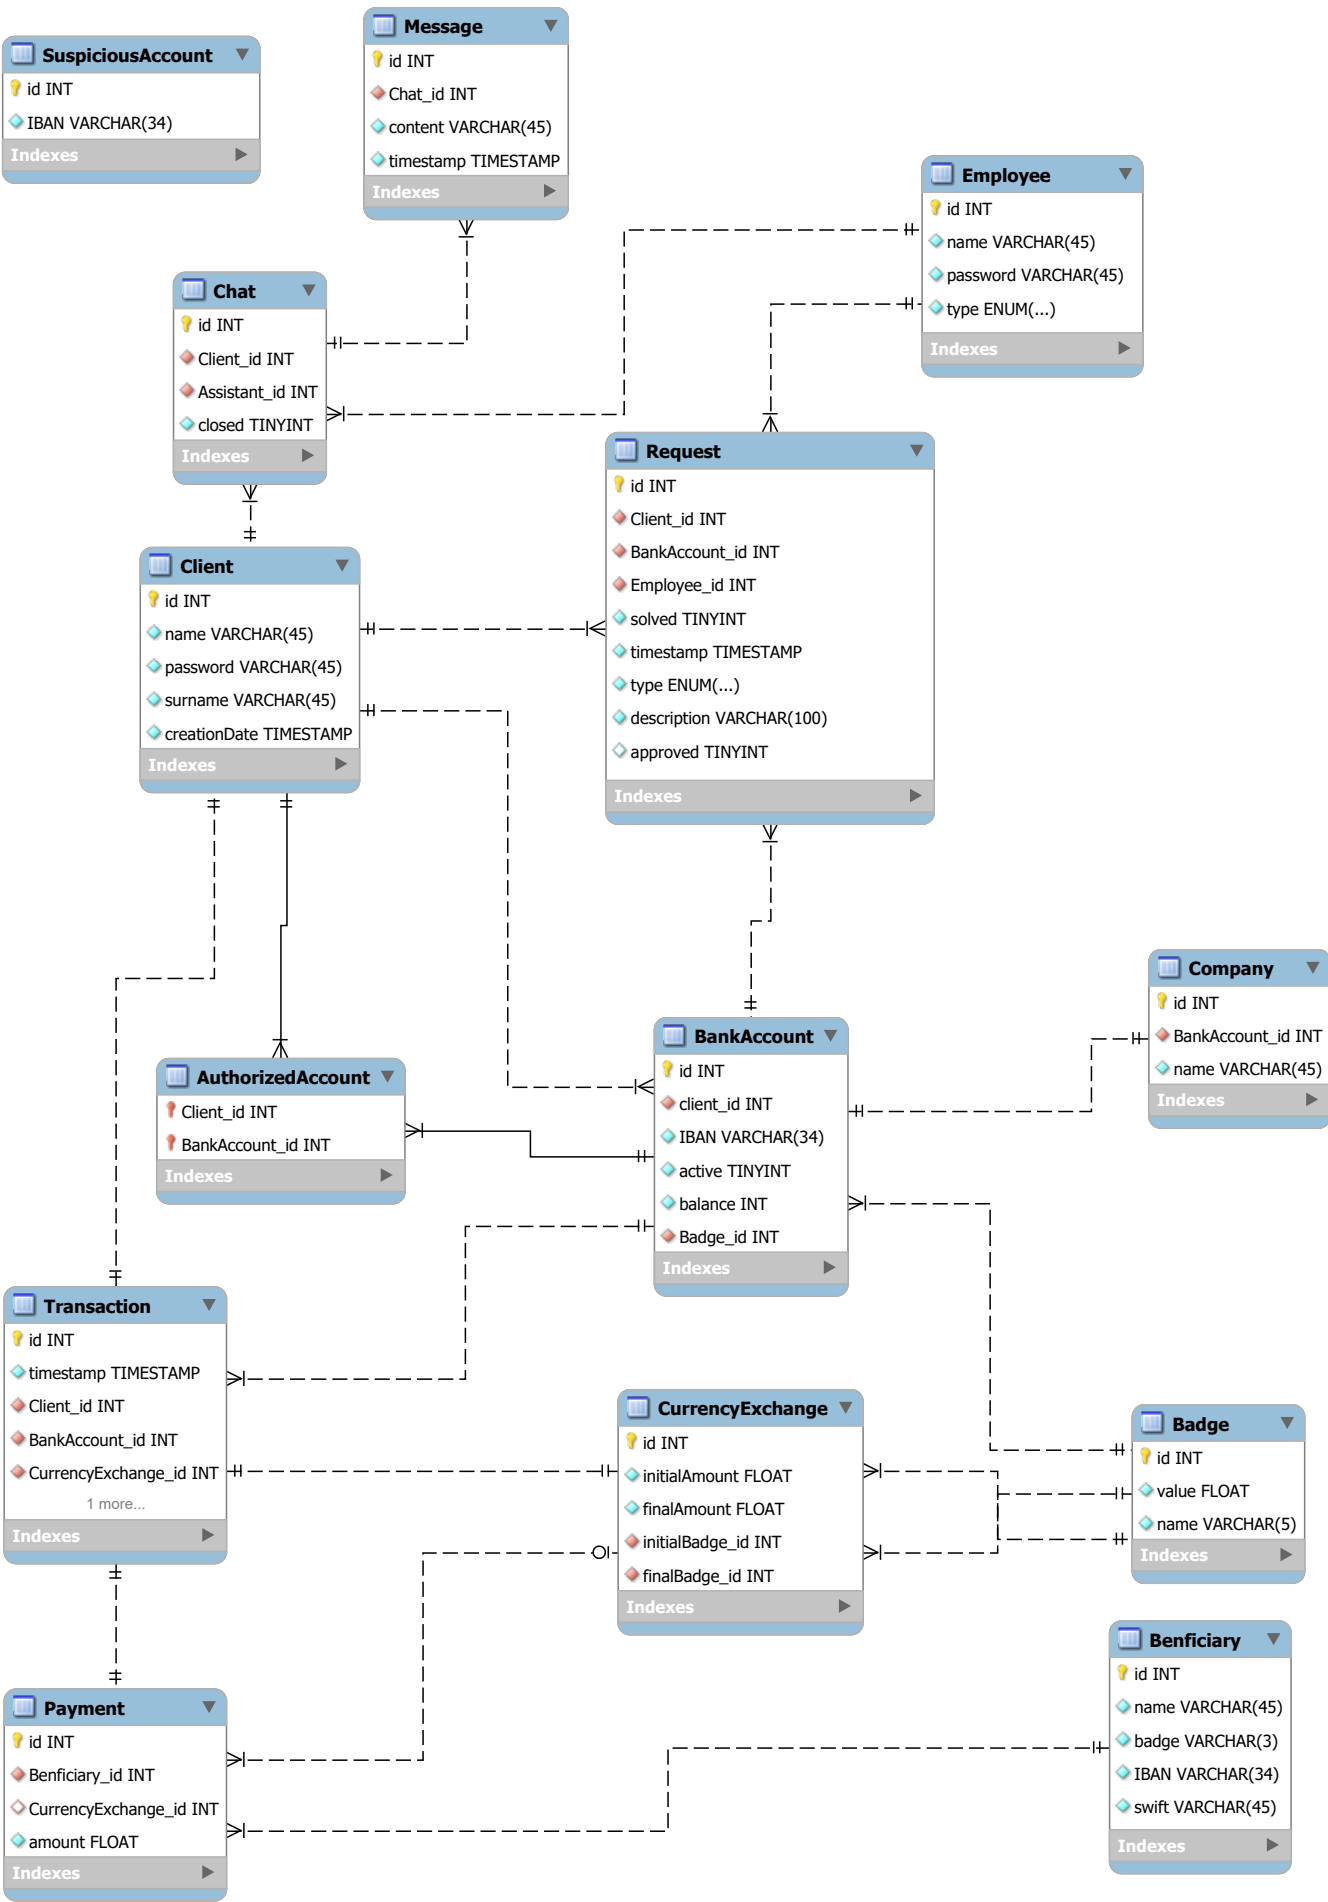 SuspiciousAccount
id INT
IBAN VARCHAR(34)
Indexes
Message
id INT
Chat_id INT
content VARCHAR(45)
timestamp TIMESTAMP
Indexes
Employee
id INT
name VARCHAR(45)
password VARCHAR(45)
type ENUM(...)
Indexes
Chat
id INT
Client_id INT
Assistant_id INT
closed TINYINT
Indexes
Request
id INT
Client_id INT
BankAccount_id INT
Employee_id INT
solved TINYINT
timestamp TIMESTAMP
type ENUM(...)
description VARCHAR(100)
approved TINYINT
Indexes
Client
id INT
name VARCHAR(45)
password VARCHAR(45)
surname VARCHAR(45)
creationDate TIMESTAMP
Indexes
Company
id INT
BankAccount_id INT
name VARCHAR(45)
Indexes
BankAccount
id INT
client_id INT
IBAN VARCHAR(34)
active TINYINT
balance INT
Badge_id INT
Indexes
AuthorizedAccount
Client_id INT
BankAccount_id INT
Indexes
Transaction
id INT
timestamp TIMESTAMP
Client_id INT
BankAccount_id INT
CurrencyExchange_id INT
1 more...
Indexes
CurrencyExchange
id INT
initialAmount FLOAT
finalAmount FLOAT
initialBadge_id INT
finalBadge_id INT
Indexes
Badge
id INT
value FLOAT
name VARCHAR(5)
Indexes
Benficiary
id INT
name VARCHAR(45)
badge VARCHAR(3)
IBAN VARCHAR(34)
swift VARCHAR(45)
Indexes
Payment
id INT
Benficiary_id INT
CurrencyExchange_id INT
amount FLOAT
Indexes